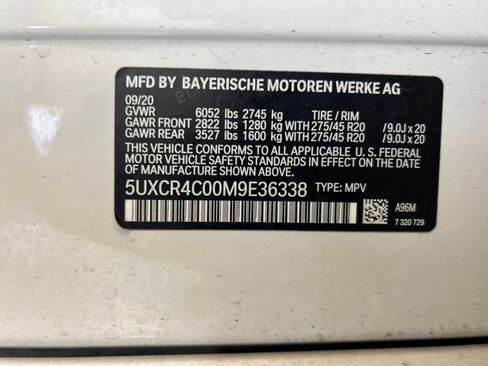 MFD BY BAYERISCHE MOTOREN WERKE AG
09/20
GVWR 6052 lbs 2745 kg TIRE / RIM
GAWR FRONT 2822 lbs 1280 kg WITH 275/45 R20 /9.0J x 20
GAWR REAR 3527 lbs 1600 kg WITH 275/45 R20 /9.0J x 20
THIS VEHICLE CONFORMS TO ALL APPLICABLE U.S. FEDERAL
MOTOR VEHICLE SAFETY STANDARDS IN EFFECT ON THE DATE
OF MANUFACTURE SHOWN ABOVE.
5UXCR4C00M9E36338 TYPE: MPV
A96M
7 320 729